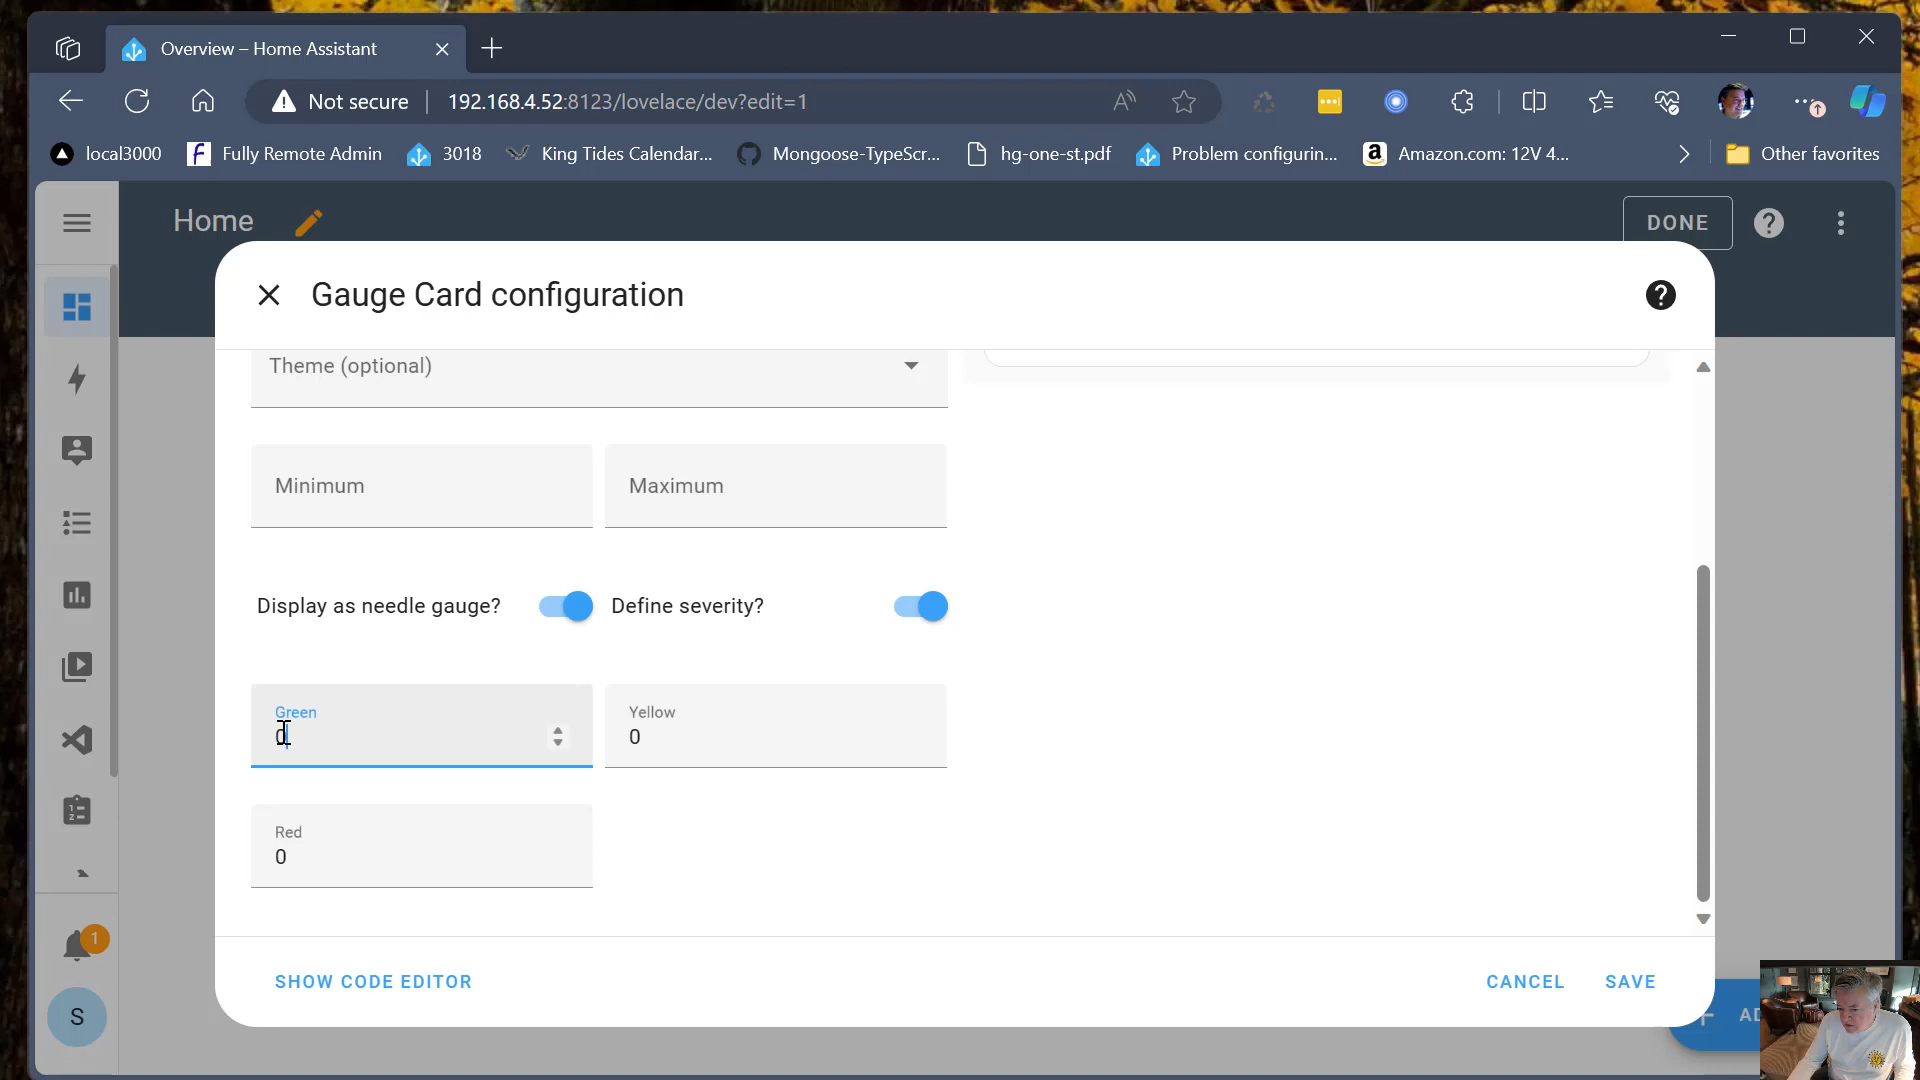 Overview – Home Assistant
Not secure 192.168.4.52:8123/lovelace/dev?edit=1
local3000 Fully Remote Admin 3018 King Tides Calendar... Mongoose-TypeScr... hg-one-st.pdf Problem configurin... Amazon.com: 12V 4... Other favorites
Home DONE
Gauge Card configuration
Theme (optional)
Minimum Maximum
Display as needle gauge? Define severity?
Green Yellow
0 0
Red
0
SHOW CODE EDITOR CANCEL SAVE
1
S